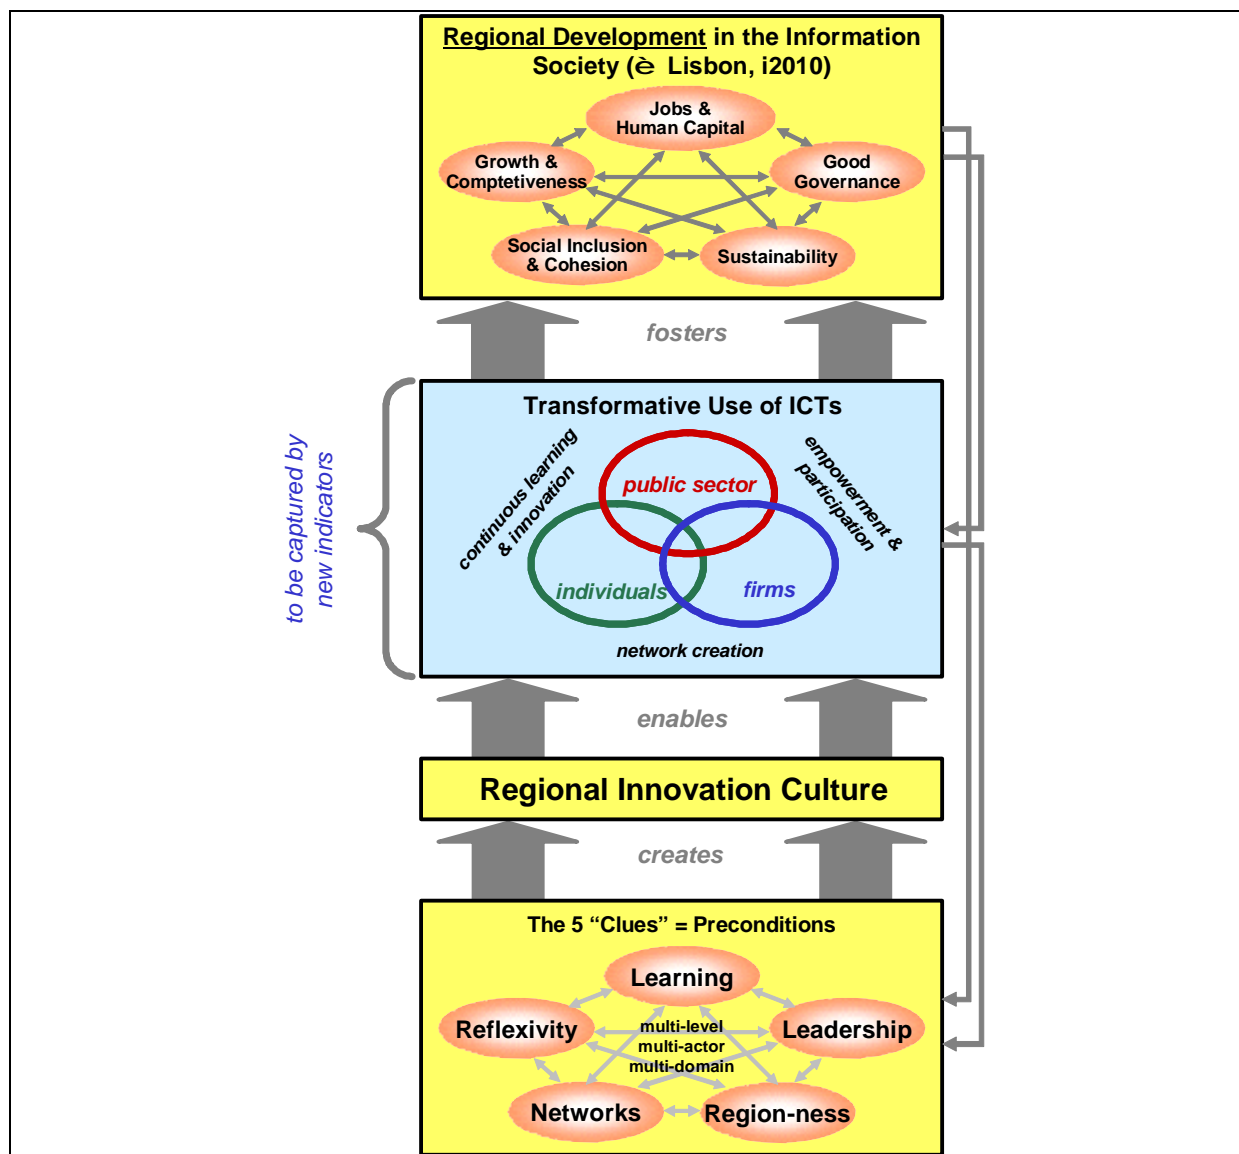 Regional Development in the Information
Society (è Lisbon, i2010)
Jobs &
Human Capital
Growth &
Comptetiveness
Good
Governance
Social Inclusion
& Cohesion
Sustainability
fosters
to be captured by
new indicators
Transformative Use of ICTs
continuous learning
& innovation
empowerment &
participation
public sector
individuals
firms
network creation
enables
Regional Innovation Culture
creates
The 5 “Clues” = Preconditions
Learning
Reflexivity
multi-level
multi-actor
multi-domain
Leadership
Networks
Region-ness